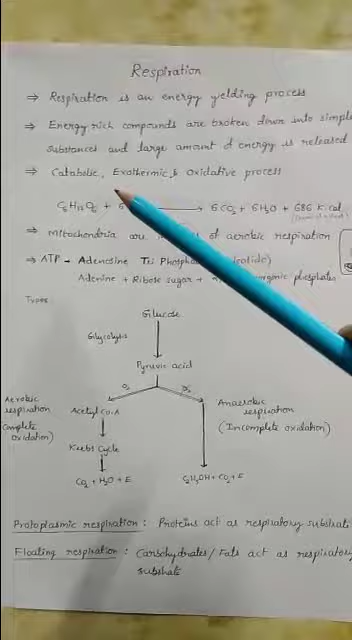 Respiration
⇒ Respiration is an energy yielding process
⇒ Energy rich compounds are broken down into simple
substances and large amount of energy is released
⇒ Catabolic, Exothermic & Oxidative process
C₆H₁₂O₆ + 6 → 6CO₂ + 6H₂O + 686 K.cal
⇒ Mitochondria are of aerobic respiration
⇒ ATP - Adenosine Tri Phosph
Adenine + Ribose sugar + phosphates
Types:
Glucose
Glycolysis
Pyruvic acid
O₂ O₂
Aerobic
respiration
complete
oxidation)
Acetyl Co-A
Krebs Cycle
CO₂ + H₂O + E
Anaerobic
respiration
(Incomplete oxidation)
C₂H₅OH + CO₂ + E
Protoplasmic respiration : Proteins act as respiratory substrate
Floating respiration : Carbohydrates / Fats act as respiratory
substrate